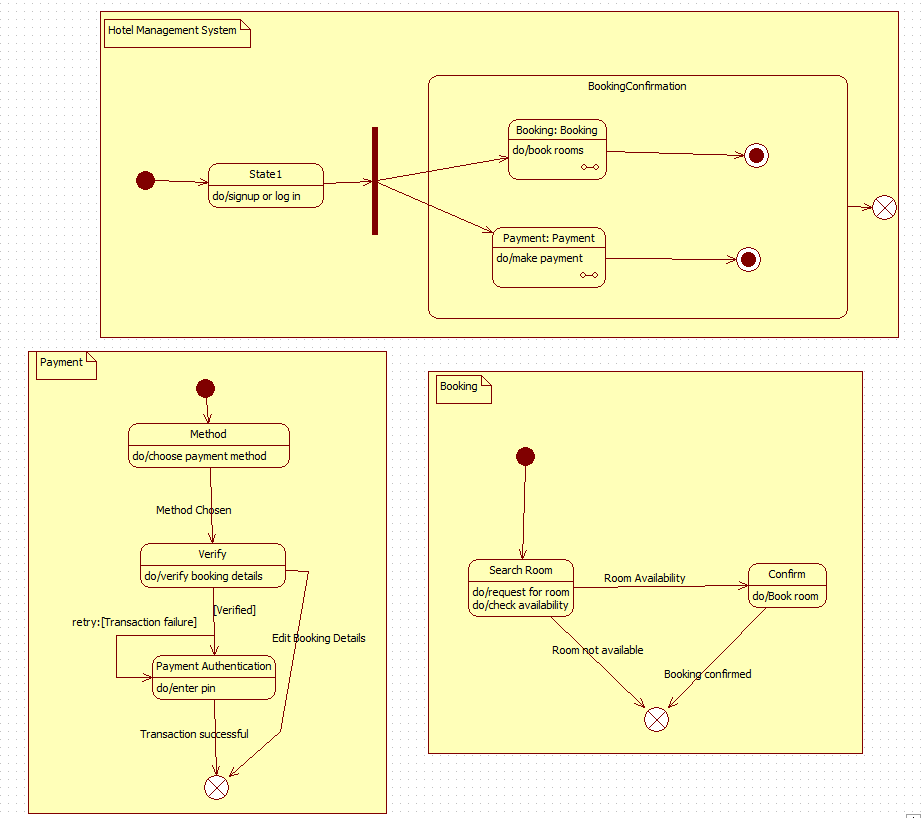 Hotel Management System
BookingConfirmation
Booking: Booking
do/book rooms
State1
do/signup or log in
Payment: Payment
do/make payment
Payment
Method
do/choose payment method
Method Chosen
Verify
do/verify booking details
[Verified]
retry:[Transaction failure]
Edit Booking Details
Payment Authentication
do/enter pin
Transaction successful
Booking
Search Room
do/request for room
do/check availability
Room Availability
Confirm
do/Book room
Room not available
Booking confirmed